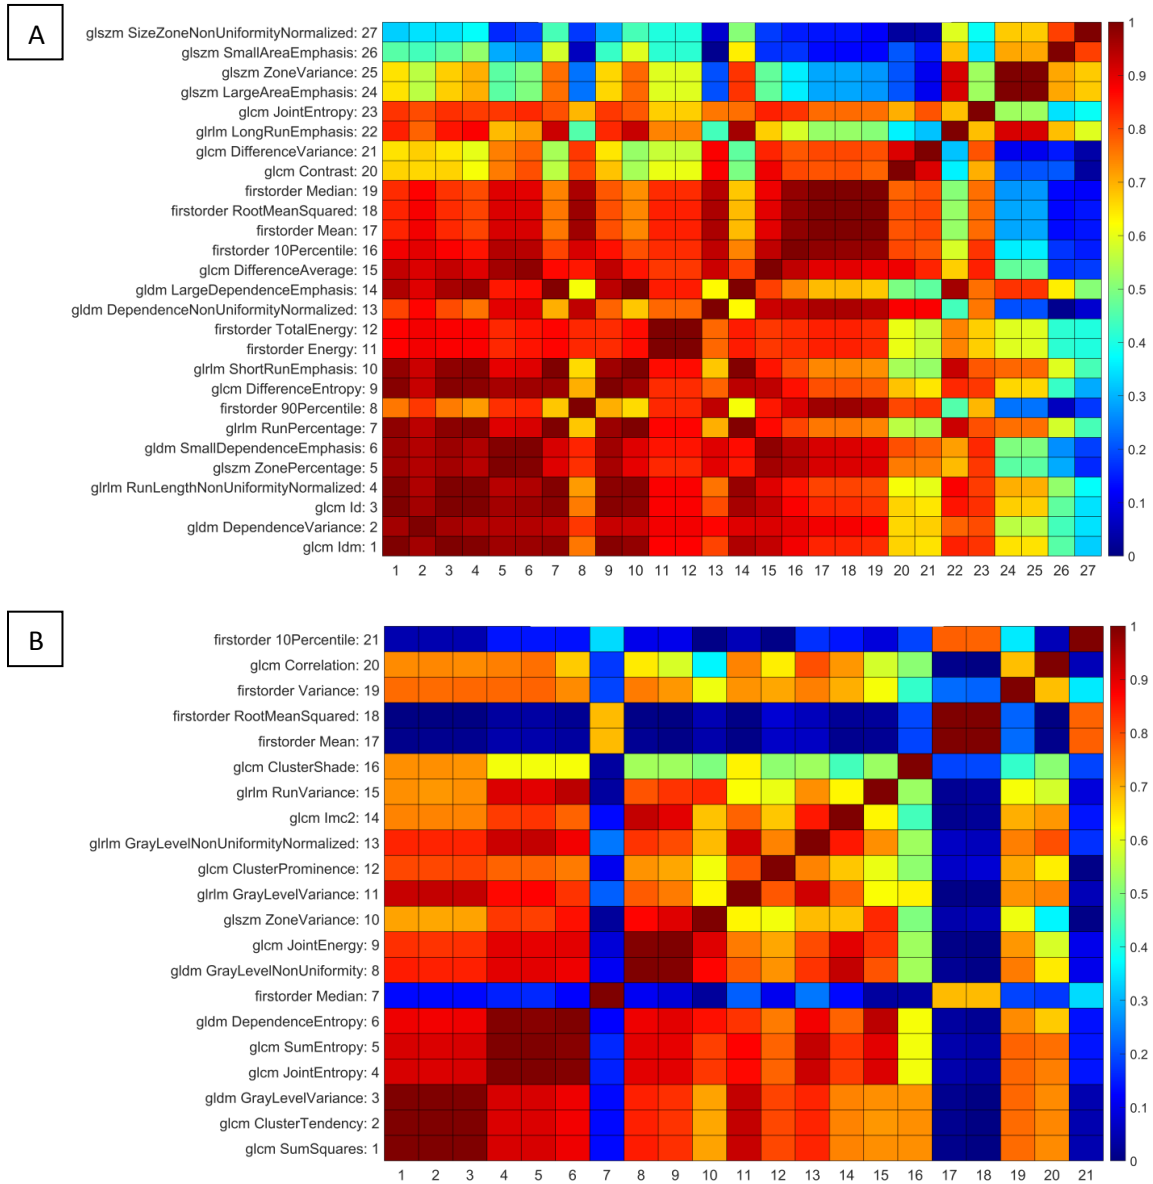 A
glszm SizeZoneNonUniformityNormalized: 27
glszm SmallAreaEmphasis: 26
glszm ZoneVariance: 25
glszm LargeAreaEmphasis: 24
glcm JointEntropy: 23
glrlm LongRunEmphasis: 22
glcm DifferenceVariance: 21
glcm Contrast: 20
firstorder Median: 19
firstorder RootMeanSquared: 18
firstorder Mean: 17
firstorder 10Percentile: 16
glcm DifferenceAverage: 15
gldm LargeDependenceEmphasis: 14
gldm DependenceNonUniformityNormalized: 13
firstorder TotalEnergy: 12
firstorder Energy: 11
glrlm ShortRunEmphasis: 10
glcm DifferenceEntropy: 9
firstorder 90Percentile: 8
glrlm RunPercentage: 7
gldm SmallDependenceEmphasis: 6
glszm ZonePercentage: 5
glrlm RunLengthNonUniformityNormalized: 4
glcm Id: 3
gldm DependenceVariance: 2
glcm Idm: 1
1 2 3 4 5 6 7 8 9 10 11 12 13 14 15 16 17 18 19 20 21 22 23 24 25 26 27
1
0.9
0.8
0.7
0.6
0.5
0.4
0.3
0.2
0.1
0
B
firstorder 10Percentile: 21
glcm Correlation: 20
firstorder Variance: 19
firstorder RootMeanSquared: 18
firstorder Mean: 17
glcm ClusterShade: 16
glrlm RunVariance: 15
glcm Imc2: 14
glrlm GrayLevelNonUniformityNormalized: 13
glcm ClusterProminence: 12
glrlm GrayLevelVariance: 11
glszm ZoneVariance: 10
glcm JointEnergy: 9
gldm GrayLevelNonUniformity: 8
firstorder Median: 7
gldm DependenceEntropy: 6
glcm SumEntropy: 5
glcm JointEntropy: 4
gldm GrayLevelVariance: 3
glcm ClusterTendency: 2
glcm SumSquares: 1
1 2 3 4 5 6 7 8 9 10 11 12 13 14 15 16 17 18 19 20 21
1
0.9
0.8
0.7
0.6
0.5
0.4
0.3
0.2
0.1
0